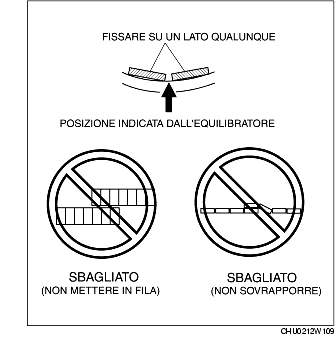 FISSARE SU UN LATO QUALUNQUE
POSIZIONE INDICATA DALL'EQUILIBRATORE
SBAGLIATO
(NON METTERE IN FILA)
SBAGLIATO
(NON SOVRAPPORRE)
CHU0212W109